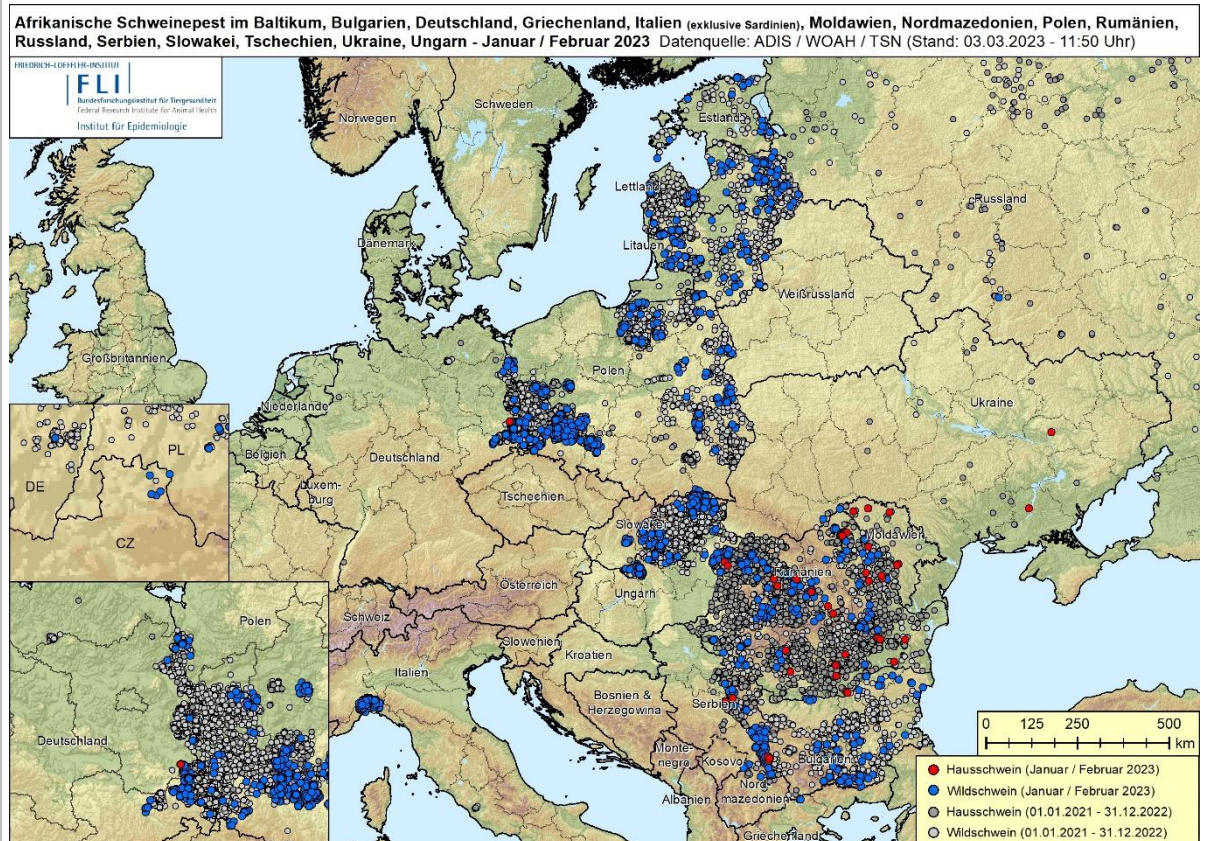 Afrikanische Schweinepest im Baltikum, Bulgarien, Deutschland, Griechenland, Italien (exklusive Sardinien), Moldawien, Nordmazedonien, Polen, Rumänien,
Russland, Serbien, Slowakei, Tschechien, Ukraine, Ungarn - Januar / Februar 2023 Datenquelle: ADIS / WOAH / TSN (Stand: 03.03.2023 - 11:50 Uhr)
FRIEDRICH-LOEFFLER-INSTITUT
FLI
Bundesforschungsinstitut für Tiergesundheit
Federal Research Institute for Animal Health
Institut für Epidemiologie
Norwegen
Schweden
Estland
Lettland
Russland
Dänemark
Litauen
Weißrussland
Großbritannien
Polen
Niederlande
Ukraine
Belgien
Deutschland
Luxem-
burg
Tschechien
Slowakei
Moldawien
Rumänien
Österreich
Ungarn
Schweiz
Slowenien
Kroatien
Italien
Bosnien &
Herzegowina
Serbien
Monte-
negro
Kosovo
Bulgarien
Nord-
mazedonien
Albanien
Griechenland
PL
DE
CZ
Polen
Deutschland
0 125 250 500
km
Hausschwein (Januar / Februar 2023)
Wildschwein (Januar / Februar 2023)
Hausschwein (01.01.2021 - 31.12.2022)
Wildschwein (01.01.2021 - 31.12.2022)